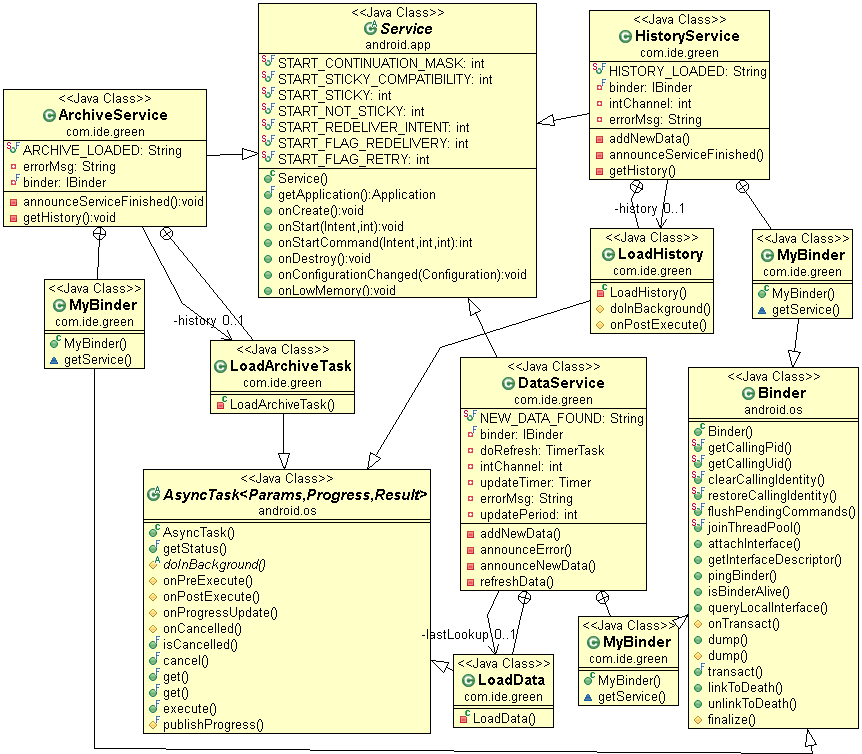 <<Java Class>>
Service
android.app
START_CONTINUATION_MASK: int
START_STICKY_COMPATIBILITY: int
START_STICKY: int
START_NOT_STICKY: int
START_REDELIVER_INTENT: int
START_FLAG_REDELIVERY: int
START_FLAG_RETRY: int
Service()
getApplication():Application
onCreate():void
onStart(Intent,int):void
onStartCommand(Intent,int,int):int
onDestroy():void
onConfigurationChanged(Configuration):void
onLowMemory():void
<<Java Class>>
HistoryService
com.ide.green
HISTORY_LOADED: String
binder: IBinder
intChannel: int
errorMsg: String
addNewData()
announceServiceFinished()
getHistory()
<<Java Class>>
ArchiveService
com.ide.green
ARCHIVE_LOADED: String
errorMsg: String
binder: IBinder
announceServiceFinished():void
getHistory():void
-history 0..1
<<Java Class>>
LoadHistory
com.ide.green
LoadHistory()
doInBackground()
onPostExecute()
<<Java Class>>
MyBinder
com.ide.green
MyBinder()
getService()
<<Java Class>>
MyBinder
com.ide.green
MyBinder()
getService()
-history 0..1
<<Java Class>>
LoadArchiveTask
com.ide.green
LoadArchiveTask()
<<Java Class>>
DataService
com.ide.green
NEW_DATA_FOUND: String
binder: IBinder
doRefresh: TimerTask
intChannel: int
updateTimer: Timer
errorMsg: String
updatePeriod: int
addNewData()
announceError()
announceNewData()
refreshData()
<<Java Class>>
Binder
android.os
Binder()
getCallingPid()
getCallingUid()
clearCallingIdentity()
restoreCallingIdentity()
flushPendingCommands()
joinThreadPool()
attachInterface()
getInterfaceDescriptor()
pingBinder()
isBinderAlive()
queryLocalInterface()
onTransact()
dump()
dump()
transact()
linkToDeath()
unlinkToDeath()
finalize()
<<Java Class>>
AsyncTask<Params,Progress,Result>
android.os
AsyncTask()
getStatus()
doInBackground()
onPreExecute()
onPostExecute()
onProgressUpdate()
onCancelled()
isCancelled()
cancel()
get()
get()
execute()
publishProgress()
-lastLookup 0..1
<<Java Class>>
LoadData
com.ide.green
LoadData()
<<Java Class>>
MyBinder
com.ide.green
MyBinder()
getService()